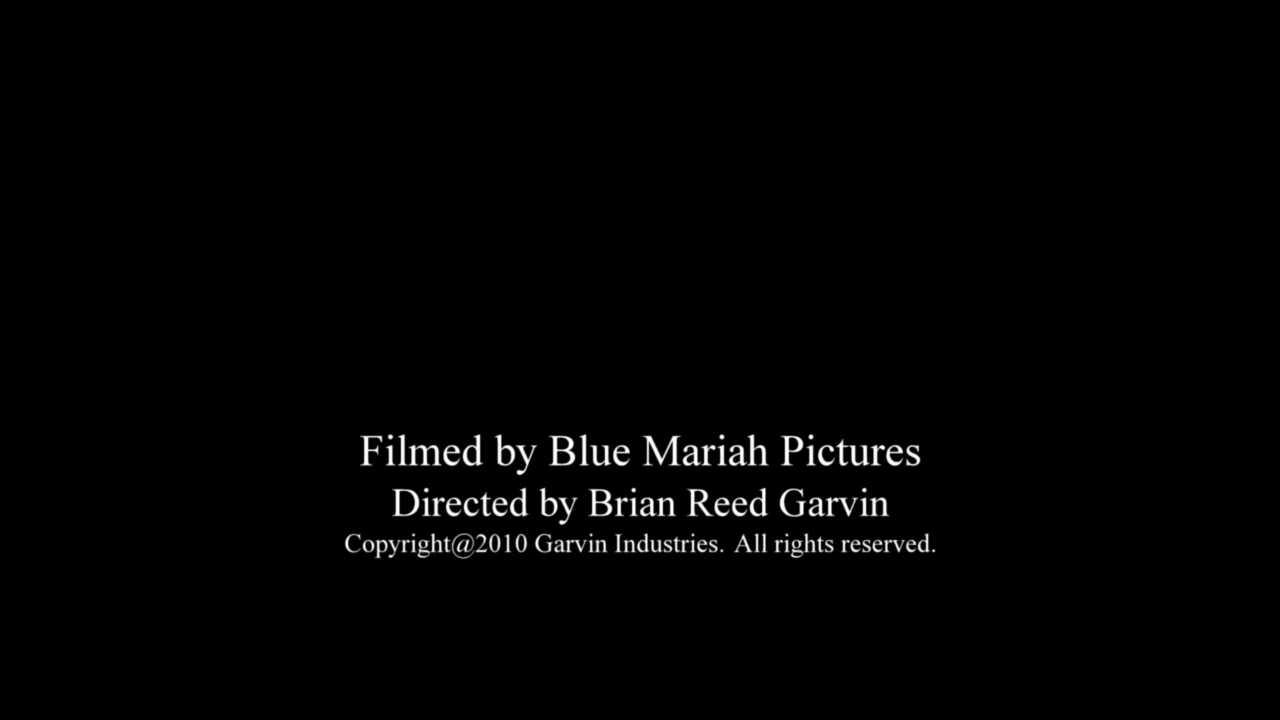 Filmed by Blue Mariah Pictures
Directed by Brian Reed Garvin
Copyright@2010 Garvin Industries. All rights reserved.